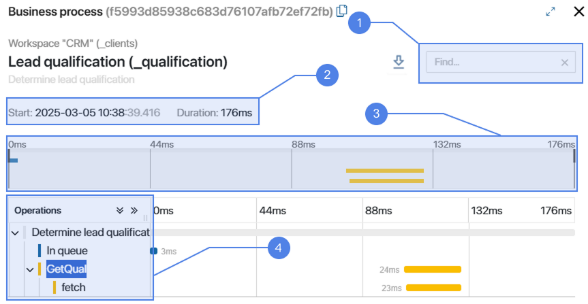 Business process (f5993d85938c683d76107afb72ef72fb)
1
Workspace "CRM" (_clients)
Lead qualification (_qualification)
Find...
Determine lead qualification
2
Start: 2025-03-05 10:38:39.416 Duration: 176ms
3
0ms 44ms 88ms 132ms 176ms
Operations 0ms 44ms 88ms 132ms 176ms
Determine lead qualificat
In queue 3ms 4
GetQual 24ms
fetch 23ms